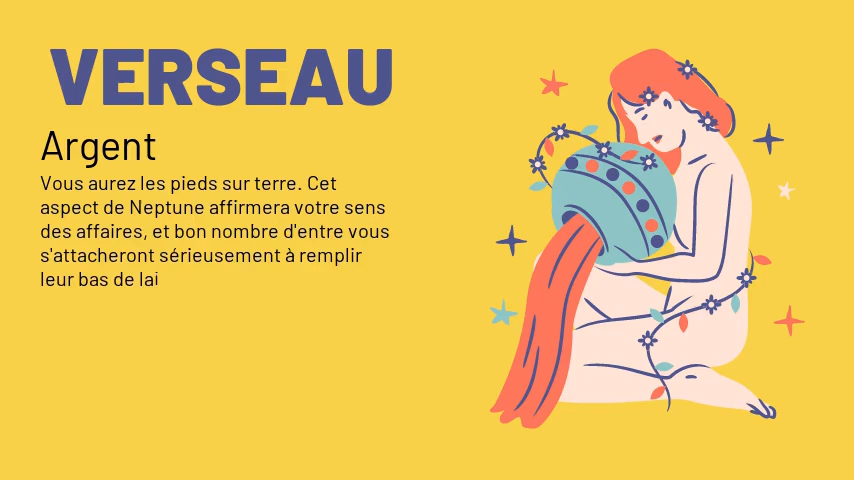 VERSEAU
Argent
Vous aurez les pieds sur terre. Cet
aspect de Neptune affirmera votre sens
des affaires, et bon nombre d'entre vous
s'attacheront sérieusement à remplir
leur bas de lai